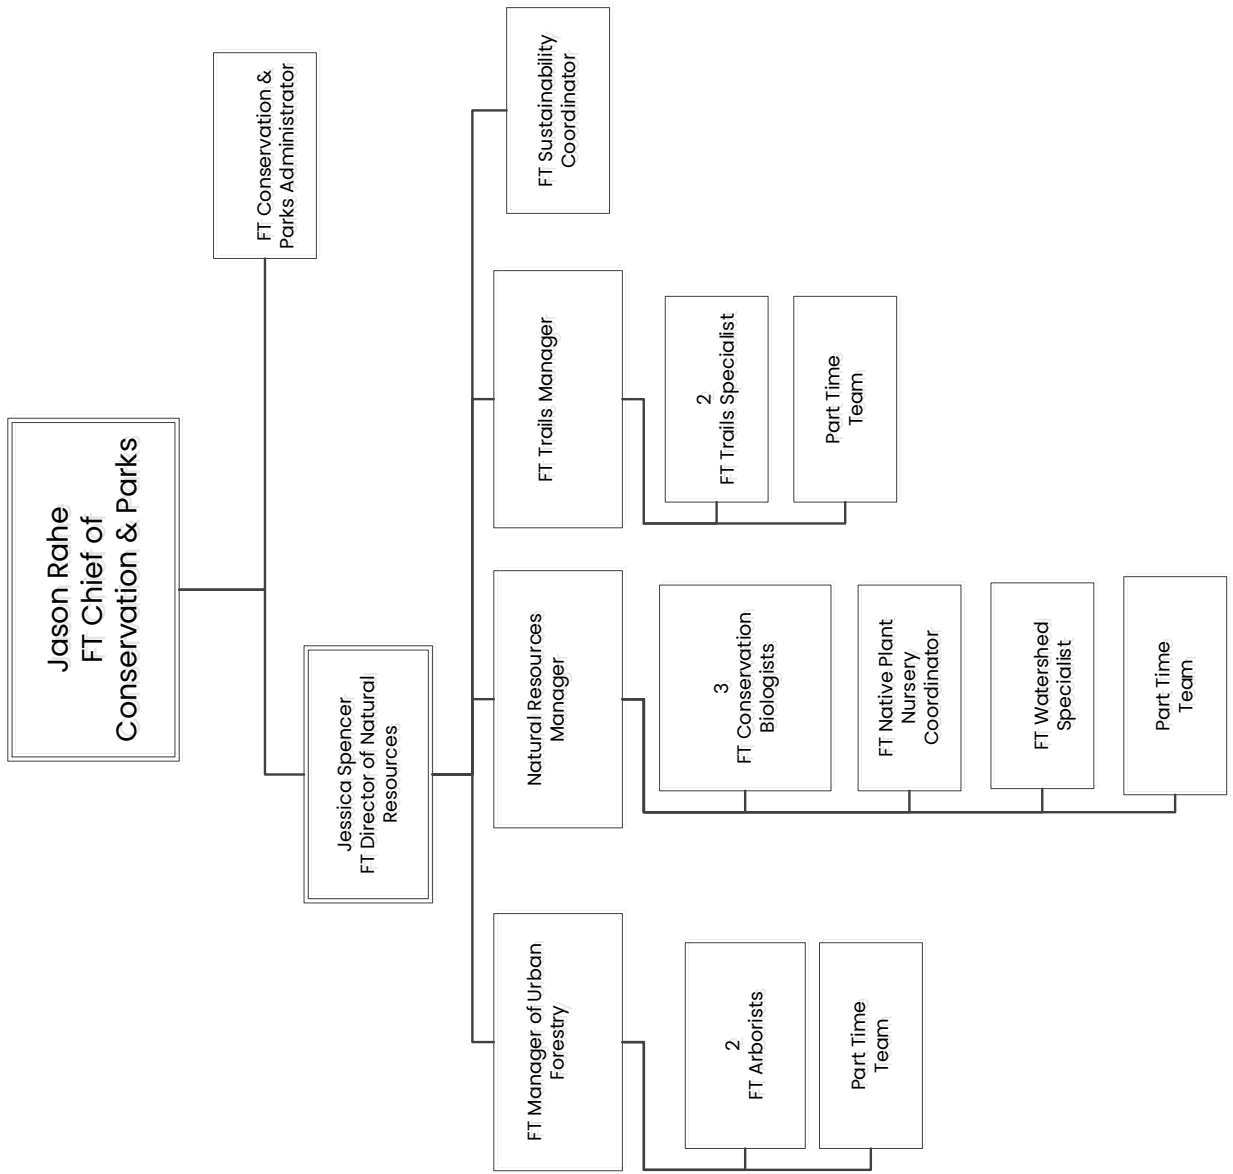 Jason Rahe
FT Chief of
Conservation & Parks
FT Conservation &
Parks Administrator
Jessica Spencer
FT Director of Natural
Resources
FT Manager of Urban
Forestry
2
FT Arborists
Part Time
Team
Natural Resources
Manager
3
FT Conservation
Biologists
FT Native Plant
Nursery
Coordinator
FT Watershed
Specialist
Part Time
Team
FT Trails Manager
2
FT Trails Specialist
Part Time
Team
FT Sustainability
Coordinator